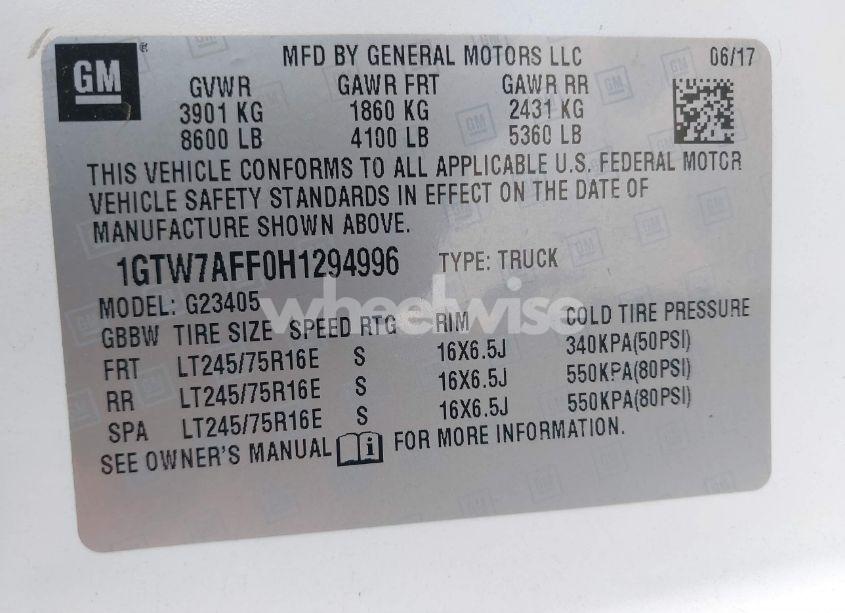 GM
MFD BY GENERAL MOTORS LLC 06/17
GVWR GAWR FRT GAWR RR
3901 KG 1860 KG 2431 KG
8600 LB 4100 LB 5360 LB
THIS VEHICLE CONFORMS TO ALL APPLICABLE U.S. FEDERAL MOTOR
VEHICLE SAFETY STANDARDS IN EFFECT ON THE DATE OF
MANUFACTURE SHOWN ABOVE.
1GTW7AFF0H1294996 TYPE: TRUCK
MODEL: G23405
wheelwise
GBBW TIRE SIZE SPEED RTG RIM COLD TIRE PRESSURE
FRT LT245/75R16E S 16X6.5J 340KPA(50PSI)
RR LT245/75R16E S 16X6.5J 550KPA(80PSI)
SPA LT245/75R16E S 16X6.5J 550KPA(80PSI)
SEE OWNER'S MANUAL i FOR MORE INFORMATION.